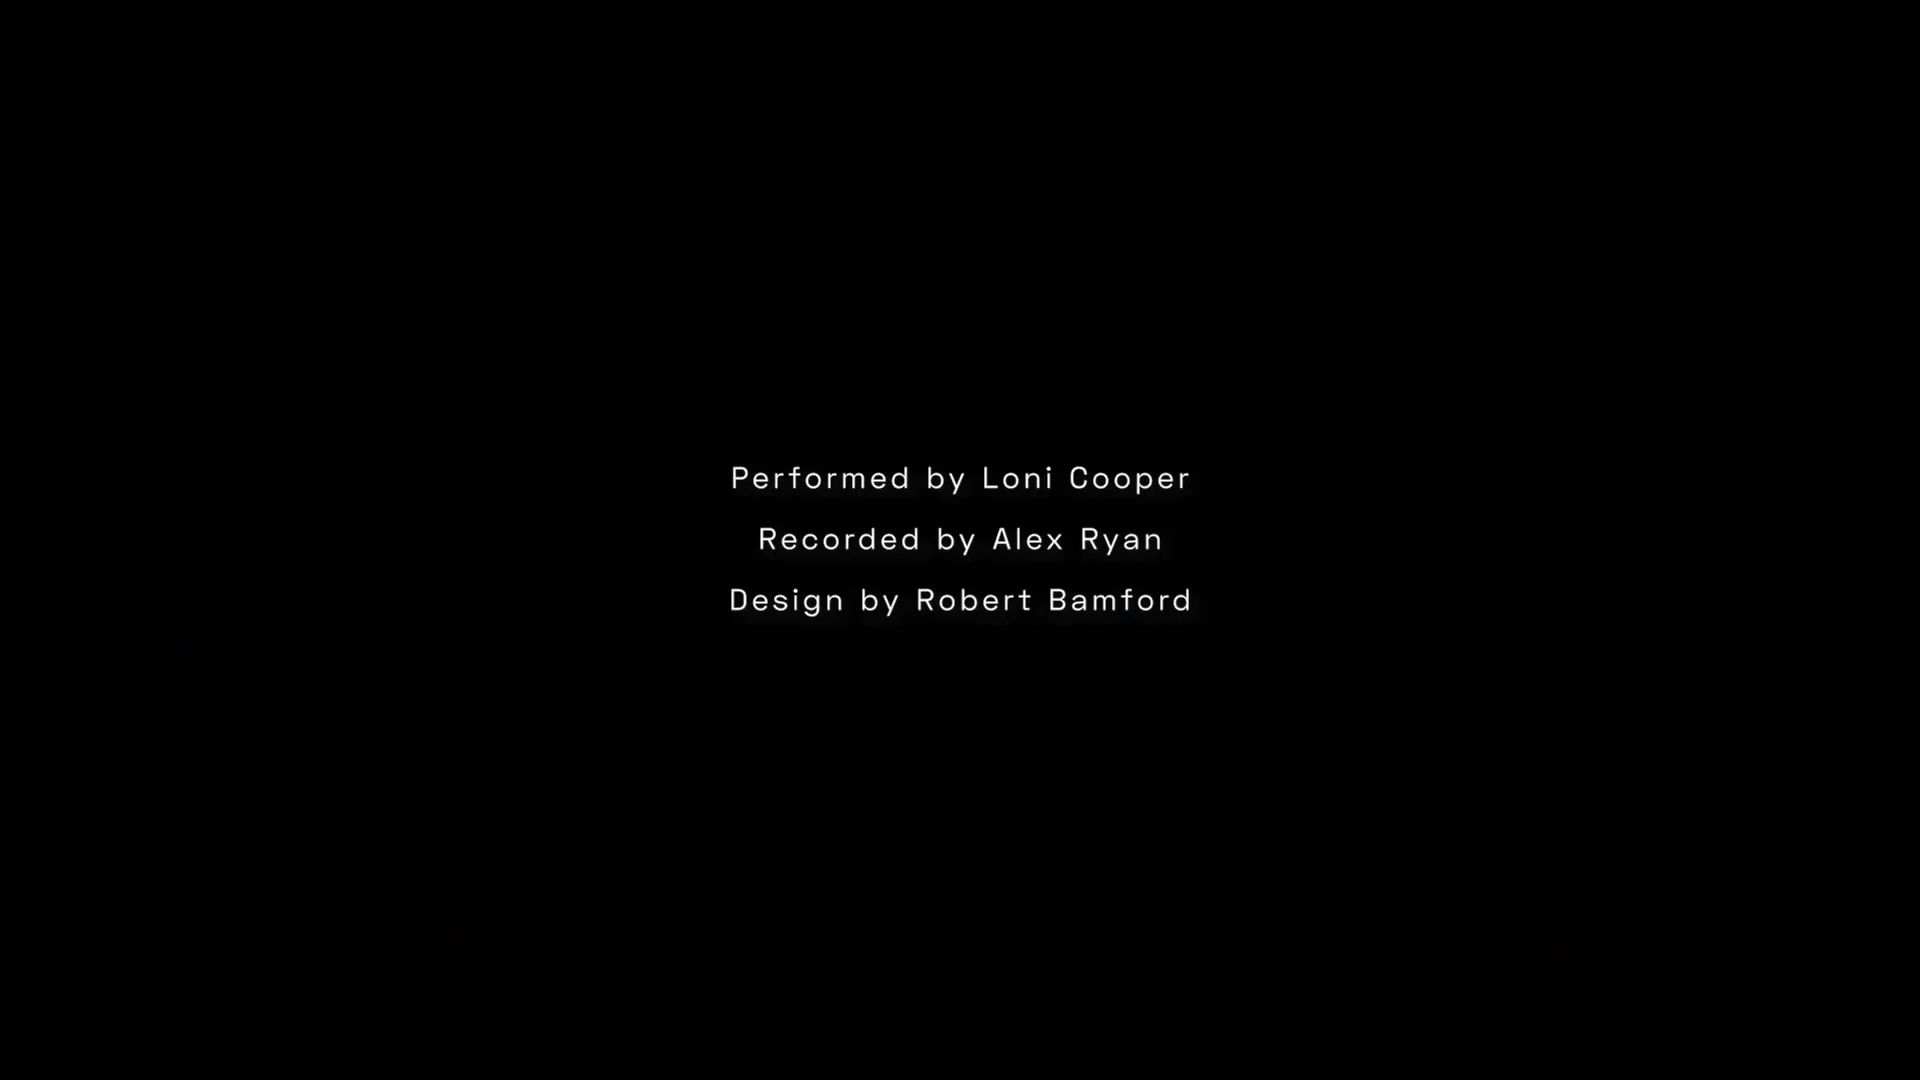 Performed by Loni Cooper
Recorded by Alex Ryan
Design by Robert Bamford